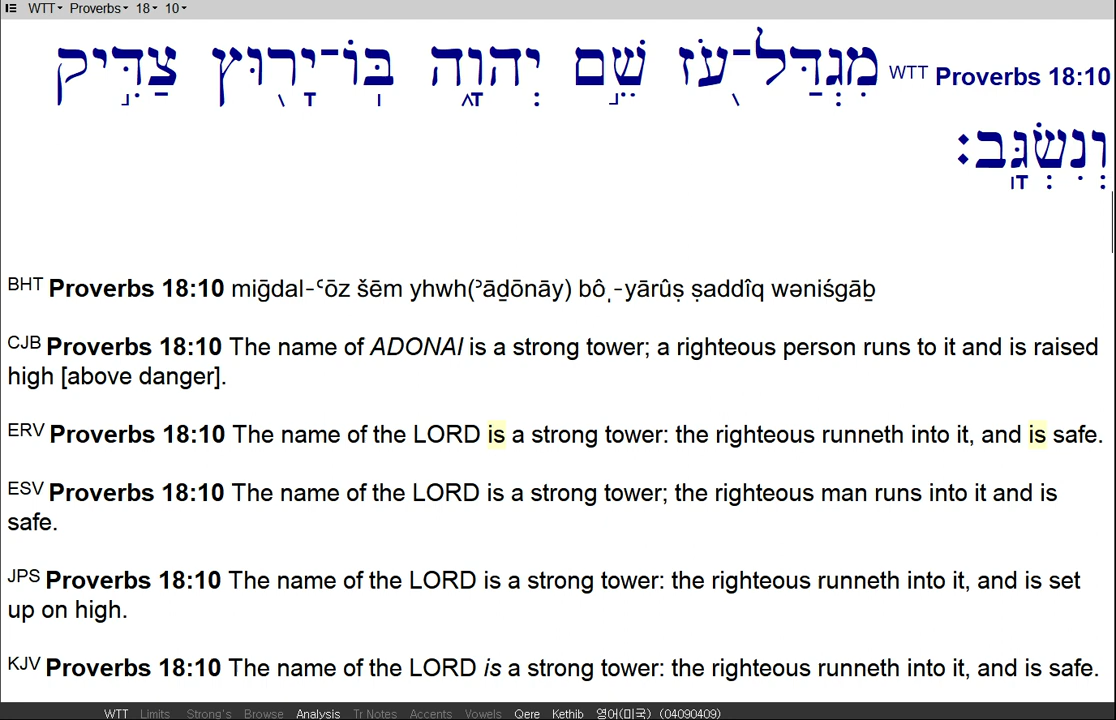 WTT Proverbs 18 10
WTT Proverbs 18:10 מִגְדַּל־עֹ֭ז שֵׁ֣ם יְהוָ֑ה בּֽוֹ־יָר֖וּץ צַדִּ֣יק
וְנִשְׂגָּֽב׃
BHT Proverbs 18:10 miḡdal-ʿōz šēm yhwh(ʾăḏōnāy) bô|-yārûṣ ṣaddîq wəniśgāḇ
CJB Proverbs 18:10 The name of ADONAI is a strong tower; a righteous person runs to it and is raised
high [above danger].
ERV Proverbs 18:10 The name of the LORD is a strong tower: the righteous runneth into it, and is safe.
ESV Proverbs 18:10 The name of the LORD is a strong tower; the righteous man runs into it and is
safe.
JPS Proverbs 18:10 The name of the LORD is a strong tower: the righteous runneth into it, and is set
up on high.
KJV Proverbs 18:10 The name of the LORD is a strong tower: the righteous runneth into it, and is safe.
WTT Limits Strong's Browse Analysis Tr Notes Accents Vowels Qere Kethib 영어(미국) (04090409)